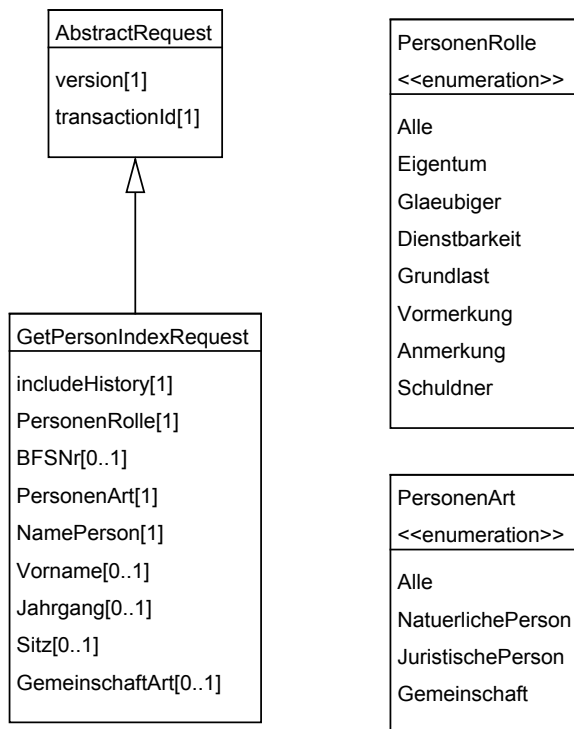 AbstractRequest
version[1]
transactionId[1]
GetPersonIndexRequest
includeHistory[1]
PersonenRolle[1]
BFSNr[0..1]
PersonenArt[1]
NamePerson[1]
Vorname[0..1]
Jahrgang[0..1]
Sitz[0..1]
GemeinschaftArt[0..1]
PersonenRolle
<<enumeration>>
Alle
Eigentum
Glaeubiger
Dienstbarkeit
Grundlast
Vormerkung
Anmerkung
Schuldner
PersonenArt
<<enumeration>>
Alle
NatuerlichePerson
JuristischePerson
Gemeinschaft